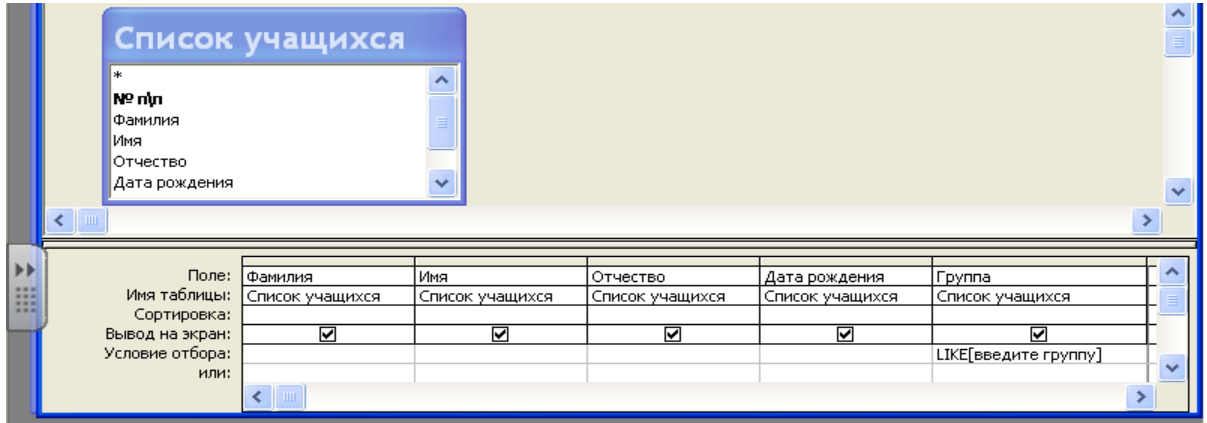 Список учащихся
*
№ п\п
Фамилия
Имя
Отчество
Дата рождения
Поле: Фамилия Имя Отчество Дата рождения Группа
Имя таблицы: Список учащихся Список учащихся Список учащихся Список учащихся Список учащихся
Сортировка:
Вывод на экран:
Условие отбора: LIKE[введите группу]
или: